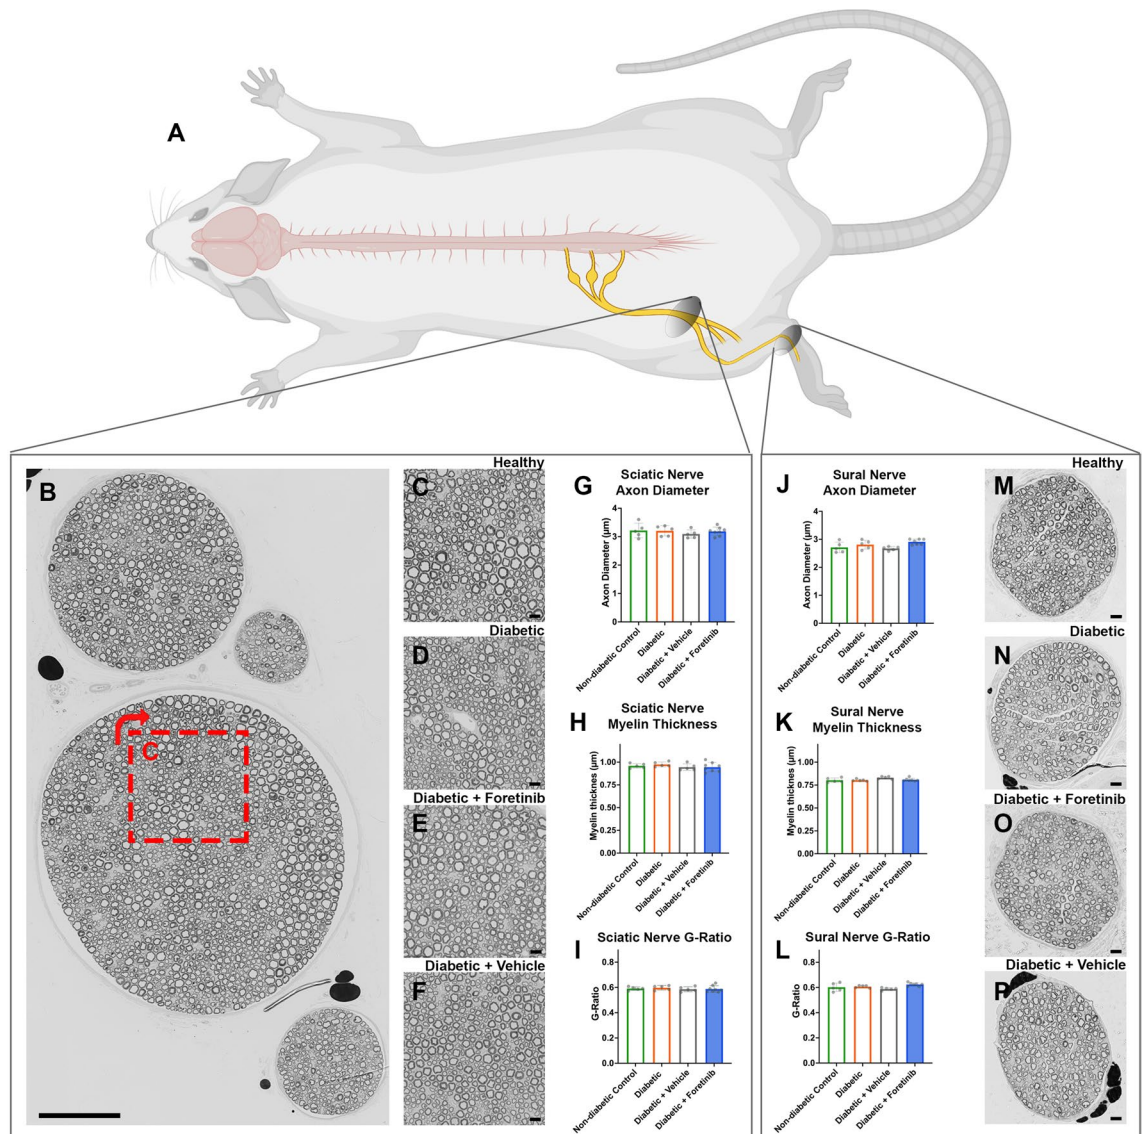 A
B
C
Healthy
C
Diabetic
D
Diabetic + Foretinib
E
Diabetic + Vehicle
F
G
Sciatic Nerve
Axon Diameter
Axon Diameter (μm)
4
3
2
1
0
Non-diabetic Control
Diabetic
Diabetic + Vehicle
Diabetic + Foretinib
H
Sciatic Nerve
Myelin Thickness
Myelin thicknes (μm)
1.00
0.75
0.50
0.25
0.00
Non-diabetic Control
Diabetic
Diabetic + Vehicle
Diabetic + Foretinib
I
Sciatic Nerve G-Ratio
G-Ratio
0.8
0.6
0.4
0.2
0.0
Non-diabetic Control
Diabetic
Diabetic + Vehicle
Diabetic + Foretinib
J
Sural Nerve
Axon Diameter
Axon Diameter (μm)
4
3
2
1
0
Non-diabetic Control
Diabetic
Diabetic + Vehicle
Diabetic + Foretinib
K
Sural Nerve
Myelin Thickness
Myelin thicknes (μm)
1.00
0.75
0.50
0.25
0.00
Non-diabetic Control
Diabetic
Diabetic + Vehicle
Diabetic + Foretinib
L
Sural Nerve G-Ratio
G-Ratio
0.8
0.6
0.4
0.2
0.0
Non-diabetic Control
Diabetic
Diabetic + Vehicle
Diabetic + Foretinib
Healthy
M
Diabetic
N
Diabetic + Foretinib
O
Diabetic + Vehicle
P